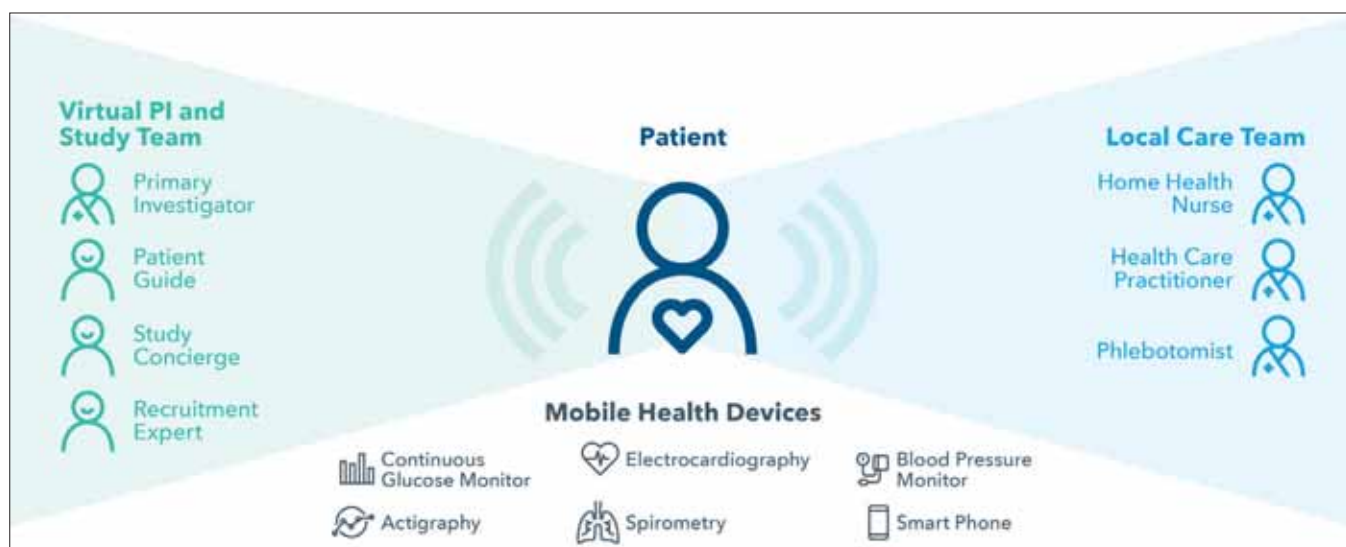 Virtual PI and
Study Team
Primary
Investigator
Patient
Guide
Study
Concierge
Recruitment
Expert
Patient
Local Care Team
Home Health
Nurse
Health Care
Practitioner
Phlebotomist
Mobile Health Devices
Continuous
Glucose Monitor
Electrocardiography
Blood Pressure
Monitor
Actigraphy
Spirometry
Smart Phone